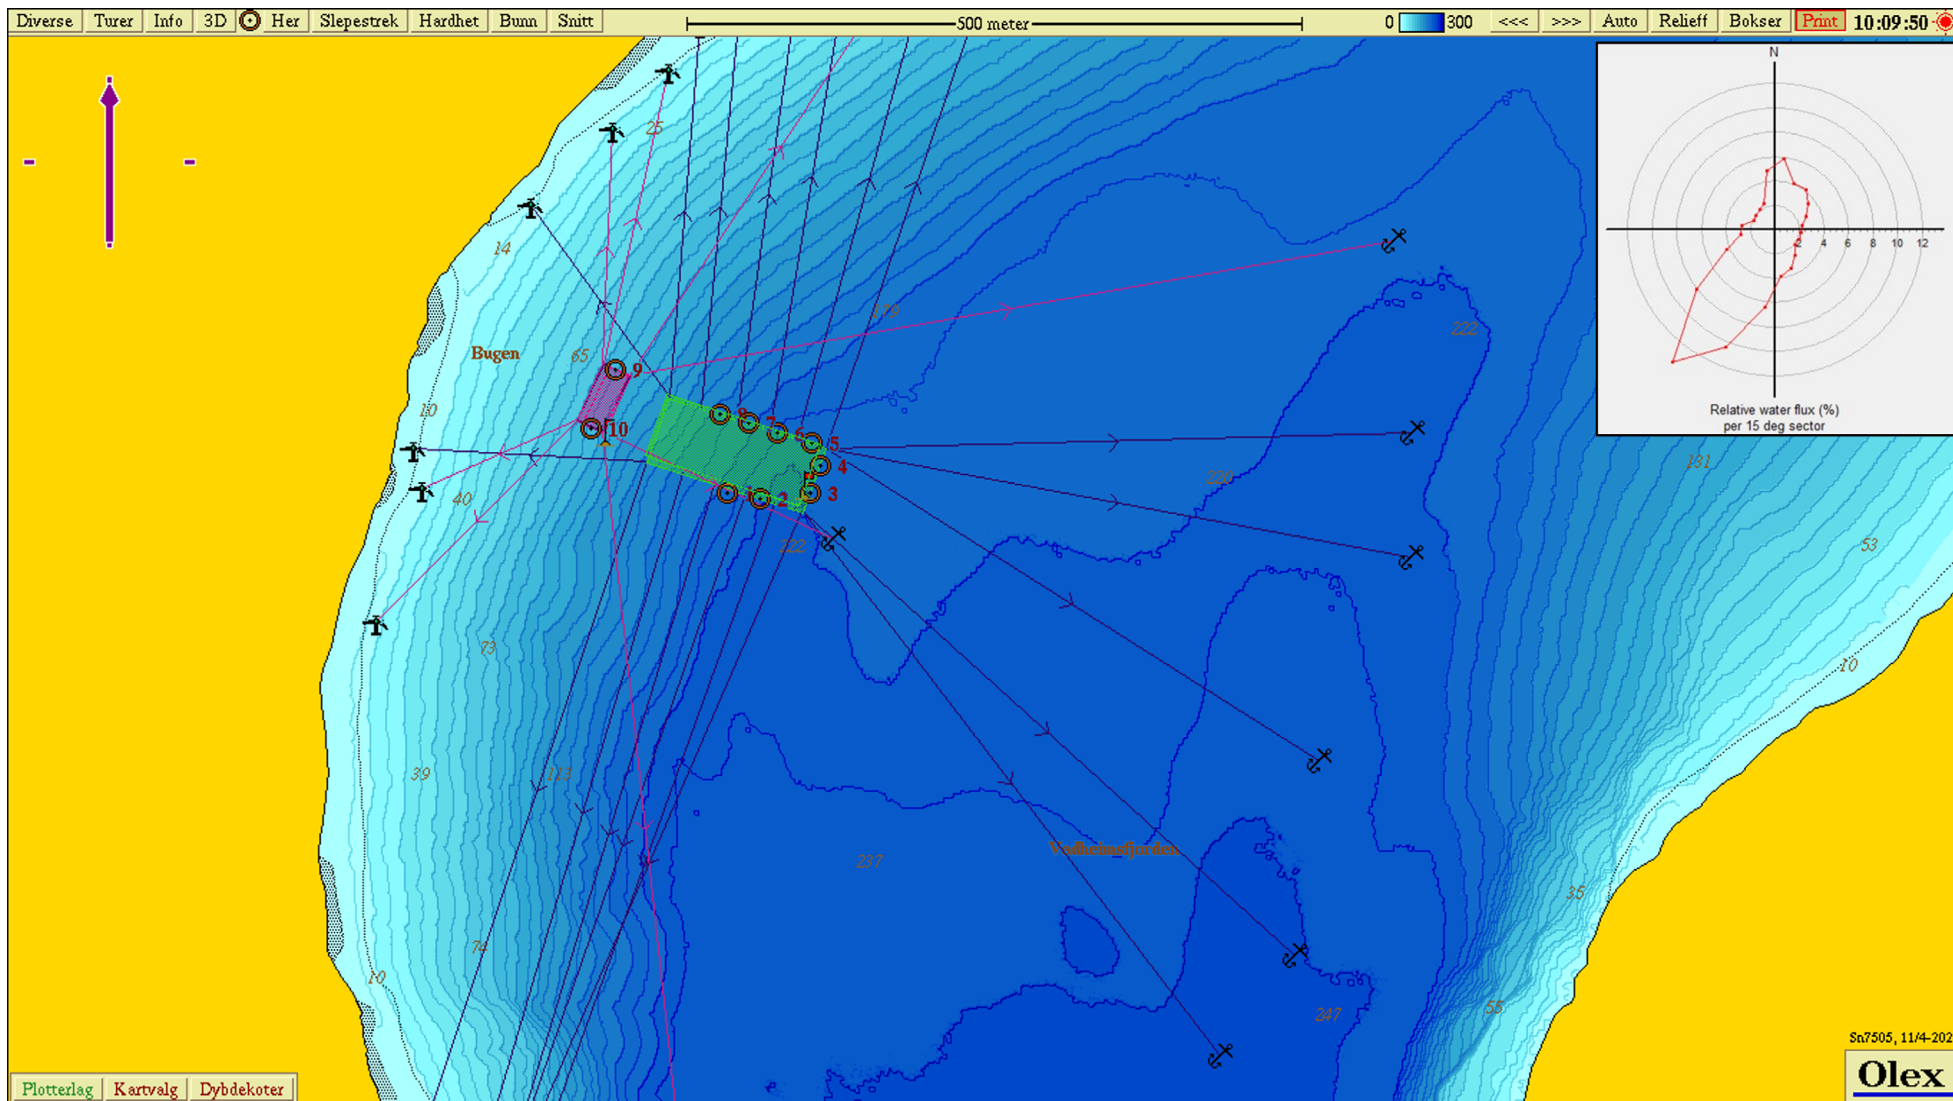 Diverse Turer Info 3D Her Slepestrek Hardhet Bunn Snitt 500 meter 0 300 <<< >>> Auto Relieff Bokser Print 10:09:50
N
2 4 6 8 10 12
Relative water flux (%)
per 15 deg sector
25
14
179
222
Bugen 65 9
10
10
8
7
6
5
4
40
2 3
131
220
222
53
73
10
39 113
Vadheimsfjorden
237
35
74
10
55
247
Sn7505, 11/4-202
Plotterlag Kartvalg Dybdekoter
Olex